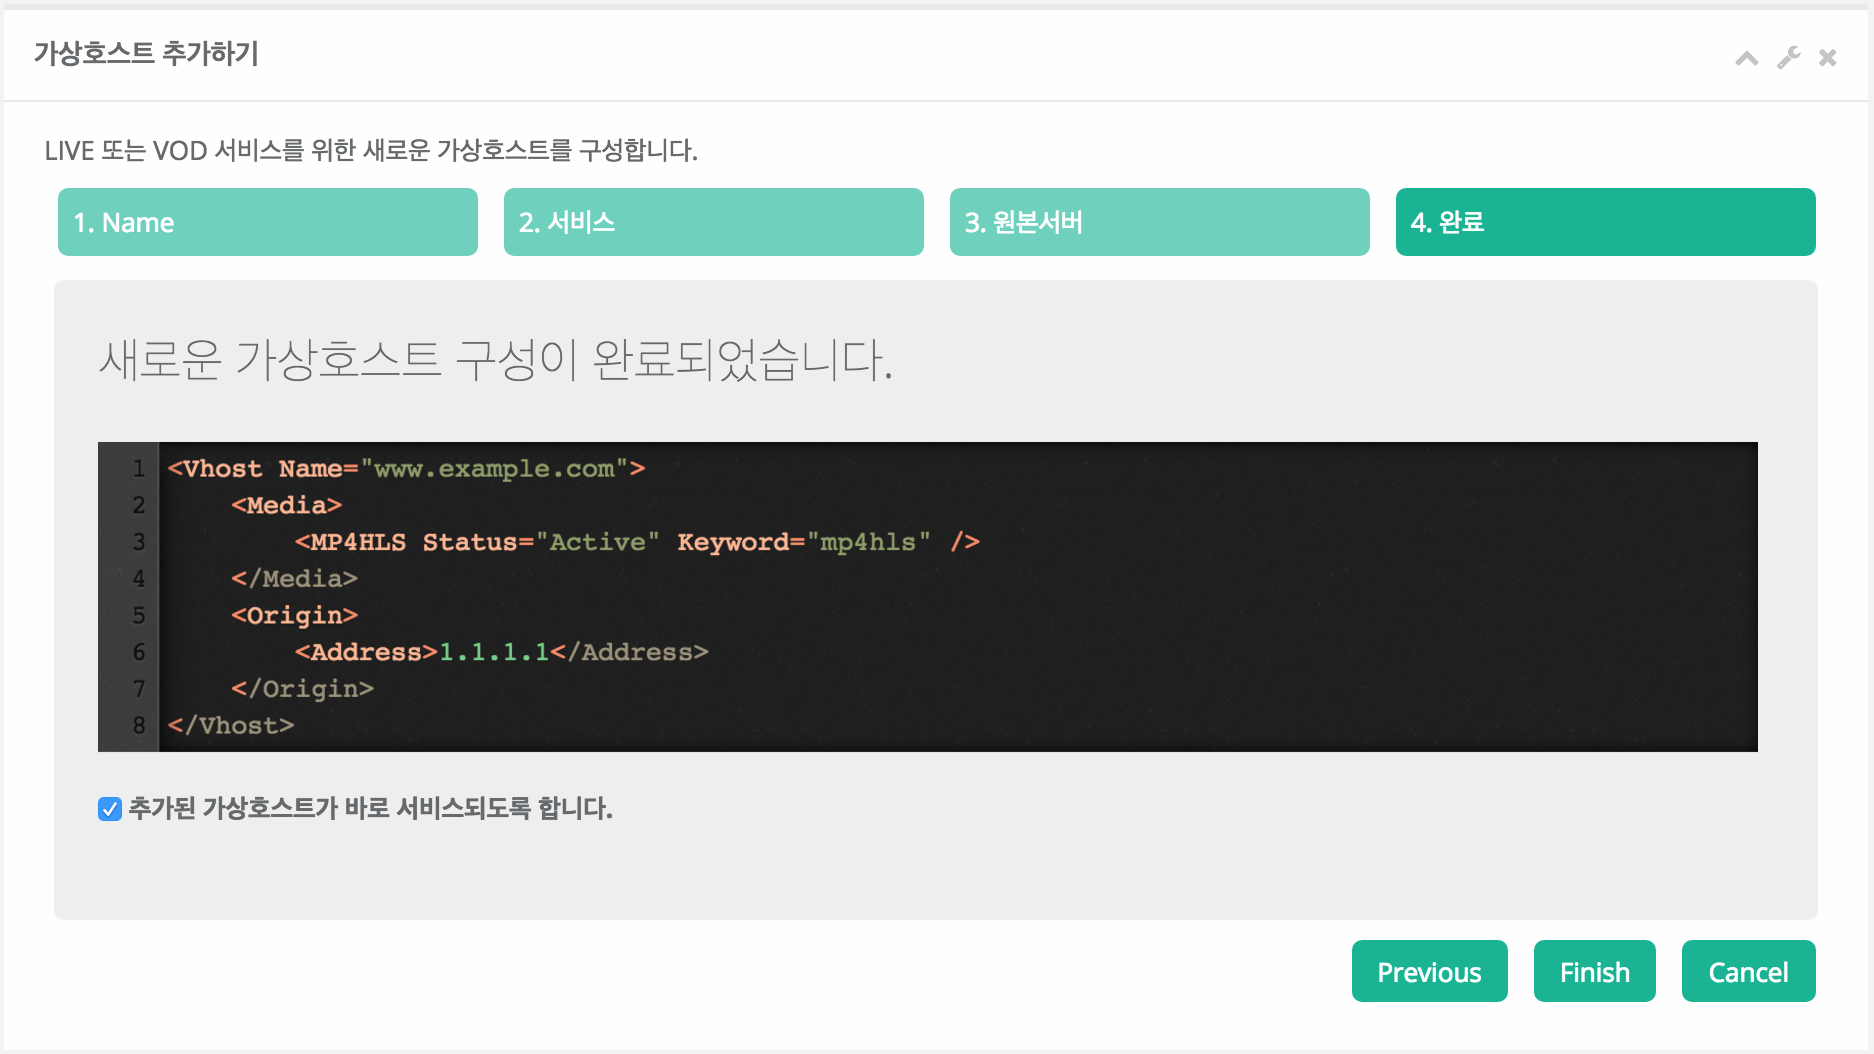 가상호스트 추가하기
LIVE 또는 VOD 서비스를 위한 새로운 가상호스트를 구성합니다.
1. Name
2. 서비스
3. 원본서버
4. 완료
새로운 가상호스트 구성이 완료되었습니다.
1 <Vhost Name="www.example.com">
2     <Media>
3         <MP4HLS Status="Active" Keyword="mp4hls" />
4     </Media>
5     <Origin>
6         <Address>1.1.1.1</Address>
7     </Origin>
8 </Vhost>
추가된 가상호스트가 바로 서비스되도록 합니다.
Previous
Finish
Cancel